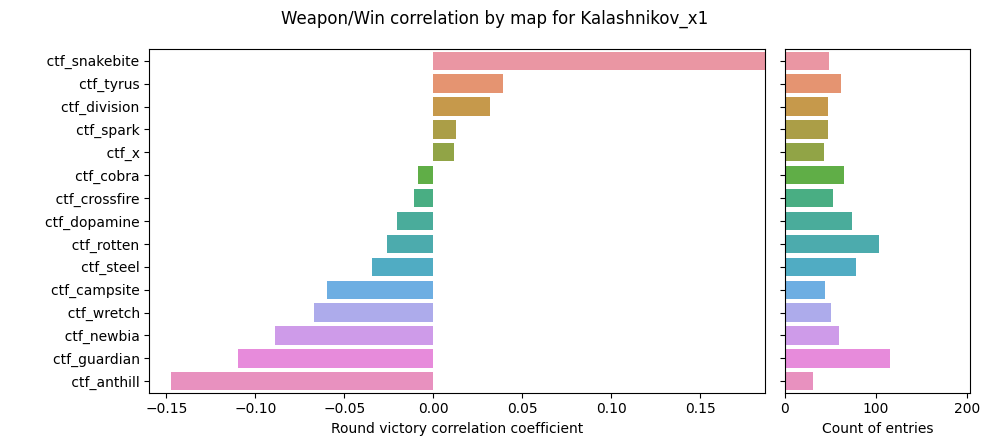 Weapon/Win correlation by map for Kalashnikov_x1
ctf_snakebite
ctf_tyrus
ctf_division
ctf_spark
ctf_x
ctf_cobra
ctf_crossfire
ctf_dopamine
ctf_rotten
ctf_steel
ctf_campsite
ctf_wretch
ctf_newbia
ctf_guardian
ctf_anthill
−0.15 −0.10 −0.05 0.00 0.05 0.10 0.15
Round victory correlation coefficient
0 100 200
Count of entries